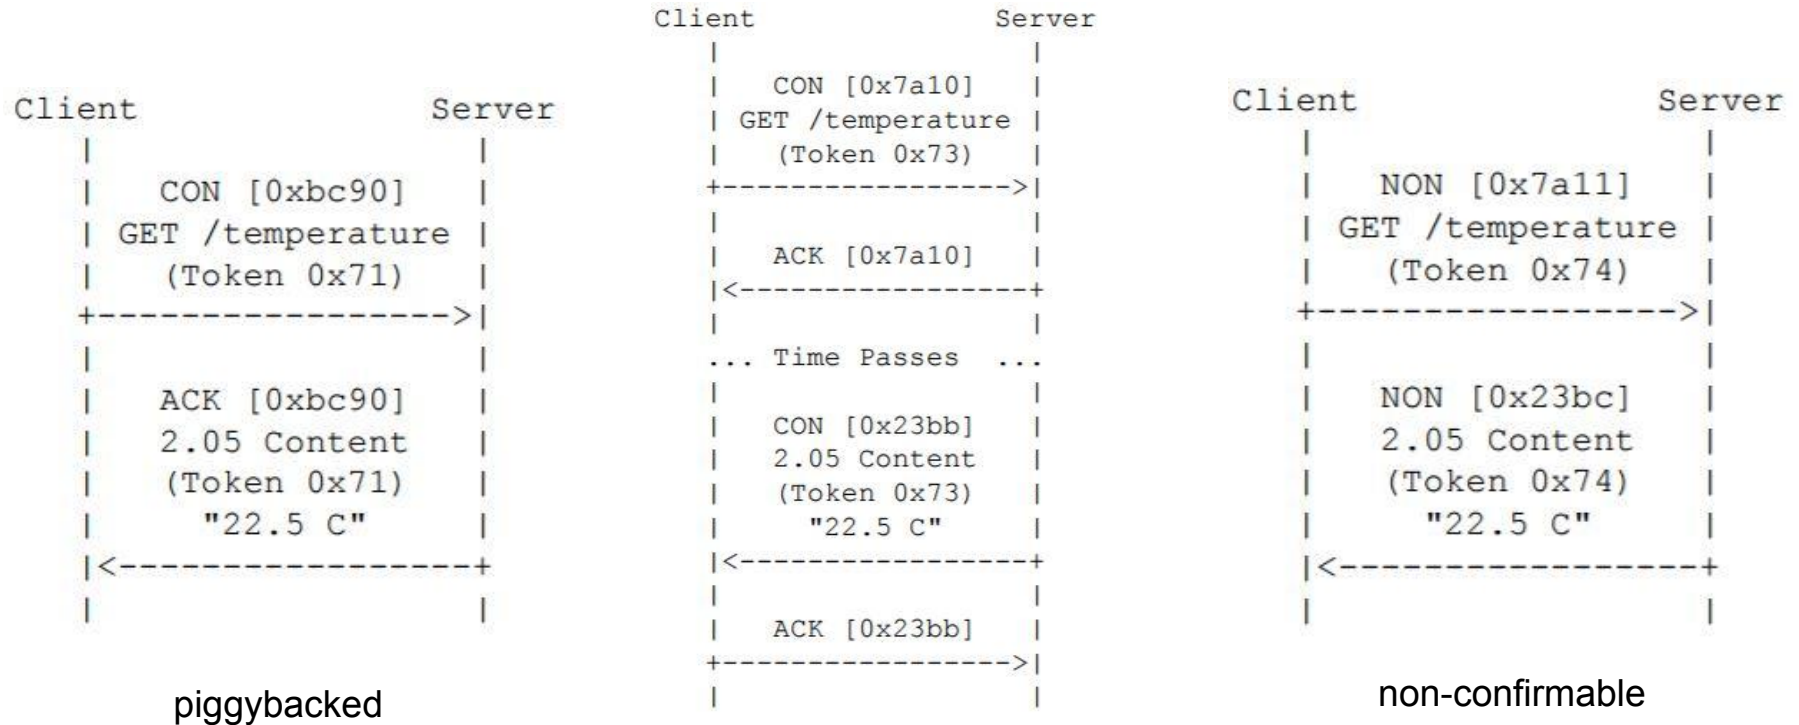 Client Server
| |
| CON [0xbc90] |
| GET /temperature |
| (Token 0x71) |
+----------------->|
| |
| ACK [0xbc90] |
| 2.05 Content |
| (Token 0x71) |
| "22.5 C" |
|<-----------------+
| |
piggybacked
Client Server
| |
| CON [0x7a10] |
| GET /temperature |
| (Token 0x73) |
+----------------->|
| |
| ACK [0x7a10] |
|<-----------------+
| |
... Time Passes ...
| |
| CON [0x23bb] |
| 2.05 Content |
| (Token 0x73) |
| "22.5 C" |
|<-----------------+
| |
| ACK [0x23bb] |
+----------------->|
| |
Client Server
| |
| NON [0x7a11] |
| GET /temperature |
| (Token 0x74) |
+----------------->|
| |
| NON [0x23bc] |
| 2.05 Content |
| (Token 0x74) |
| "22.5 C" |
|<-----------------+
| |
non-confirmable